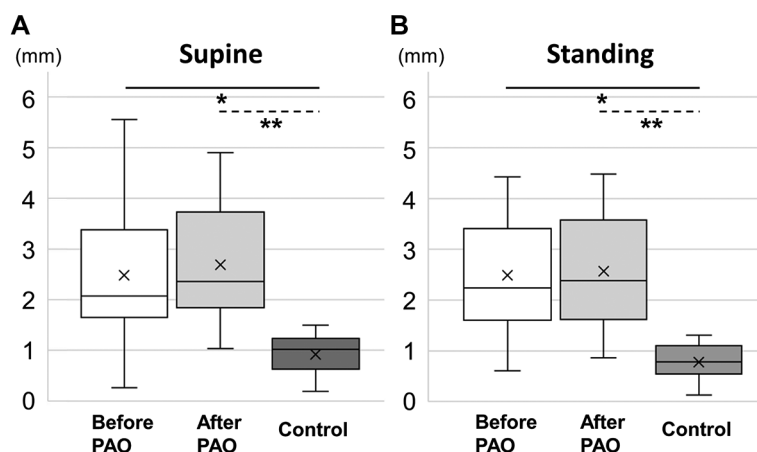 A
(mm)
Supine
*
**
6
5
4
3
2
1
0
Before
PAO
After
PAO
Control
B
(mm)
Standing
*
**
6
5
4
3
2
1
0
Before
PAO
After
PAO
Control